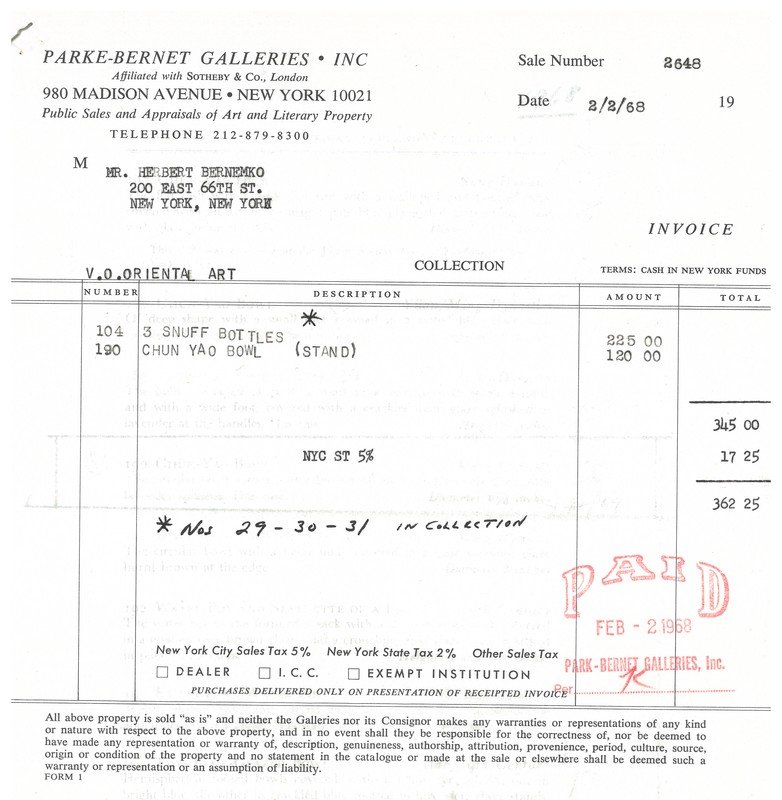 PARKE-BERNET GALLERIES • INC
Affiliated with SOTHEBY & Co., London
980 MADISON AVENUE • NEW YORK 10021
Public Sales and Appraisals of Art and Literary Property
TELEPHONE 212-879-8300
Sale Number 2648
Date 2/2/68 19
M MR. HERBERT BERNEMKO
200 EAST 66TH ST.
NEW YORK, NEW YORK
INVOICE
V.O.ORIENTAL ART COLLECTION TERMS: CASH IN NEW YORK FUNDS
NUMBER DESCRIPTION AMOUNT TOTAL
104 3 SNUFF BOTTLES * 225 00
190 CHUN YAO BOWL (STAND) 120 00
345 00
NYC ST 5% 17 25
362 25
* Nos 29-30-31 IN COLLECTION
PAID
FEB - 2 1968
PARK-BERNET GALLERIES, Inc.
Per
New York City Sales Tax 5% New York State Tax 2% Other Sales Tax
DEALER I.C.C. EXEMPT INSTITUTION
PURCHASES DELIVERED ONLY ON PRESENTATION OF RECEIPTED INVOICE
All above property is sold "as is" and neither the Galleries nor its Consignor makes any warranties or representations of any kind
or nature with respect to the above property, and in no event shall they be responsible for the correctness of, nor be deemed to
have made any representation or warranty of, description, genuineness, authorship, attribution, provenience, period, culture, source,
origin or condition of the property and no statement in the catalogue or made at the sale or elsewhere shall be deemed such a
warranty or representation or an assumption of liability.
FORM 1